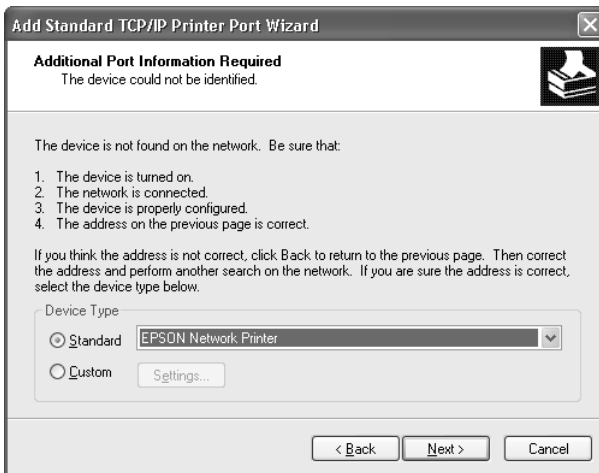 Add Standard TCP/IP Printer Port Wizard
Additional Port Information Required
The device could not be identified.
The device is not found on the network.  Be sure that:
1.  The device is turned on.
2.  The network is connected.
3.  The device is properly configured.
4.  The address on the previous page is correct.
If you think the address is not correct, click Back to return to the previous page.  Then correct
the address and perform another search on the network.  If you are sure the address is correct,
select the device type below.
Device Type
Standard
EPSON Network Printer
Custom
Settings...
< Back
Next >
Cancel